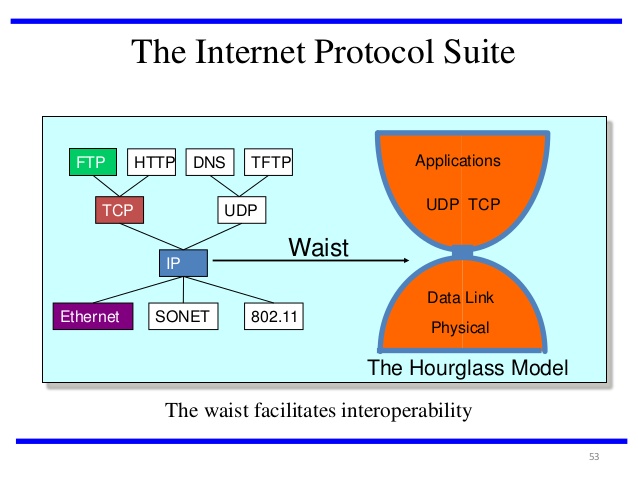 The Internet Protocol Suite
FTP HTTP DNS TFTP
TCP UDP
IP
Ethernet SONET 802.11
Waist
Applications
UDP TCP
Data Link
Physical
The Hourglass Model
The waist facilitates interoperability
53